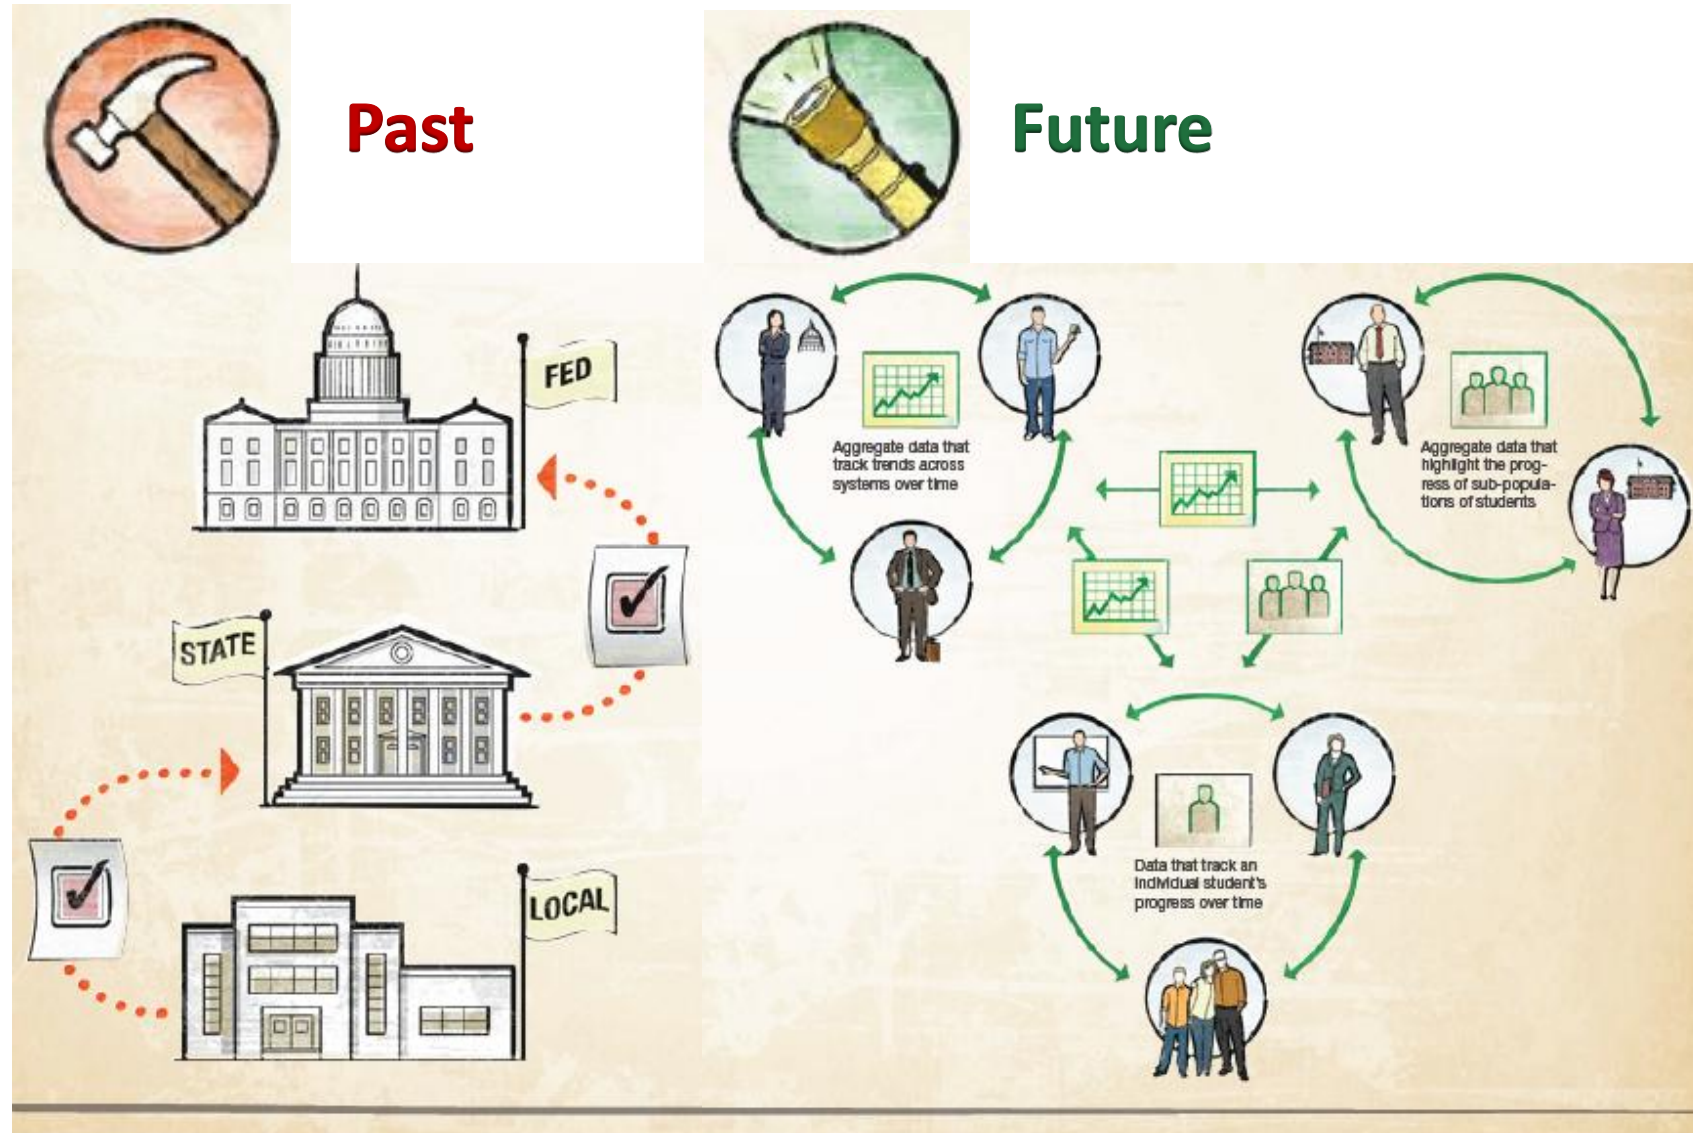 Past
Future
FED
STATE
LOCAL
Aggregate data that
track trends across
systems over time
Aggregate data that
highlight the prog-
ress of sub-popula-
tions of students
Data that track an
individual student's
progress over time